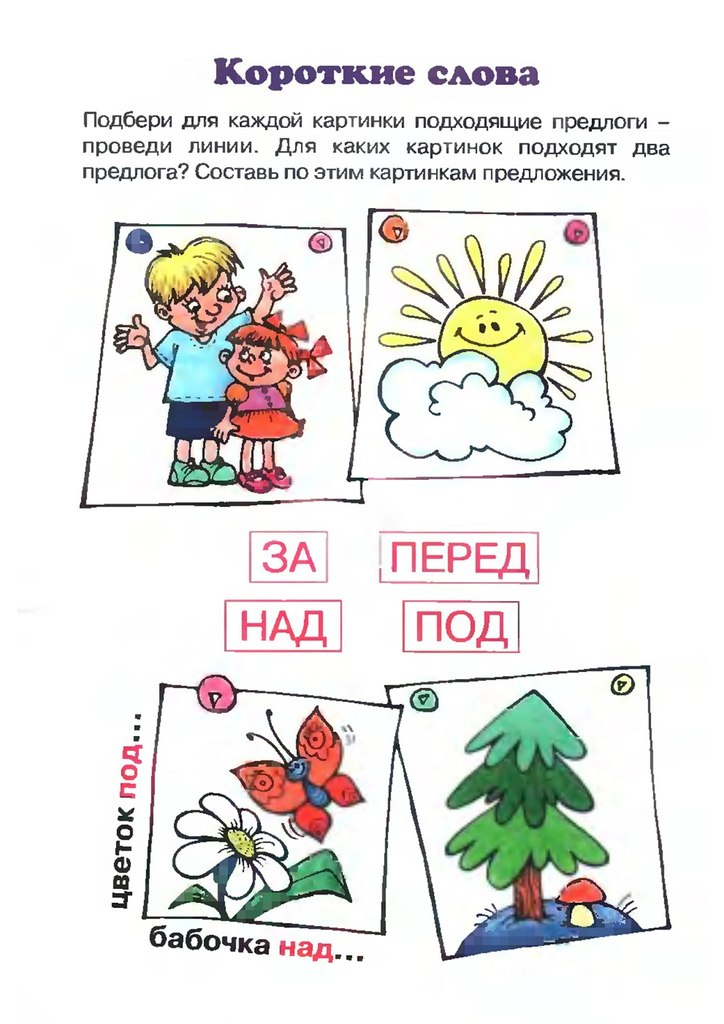 Короткие слова
Подбери для каждой картинки подходящие предлоги –
проведи линии. Для каких картинок подходят два
предлога? Составь по этим картинкам предложения.
ЗА
ПЕРЕД
НАД
ПОД
цветок под...
бабочка над...